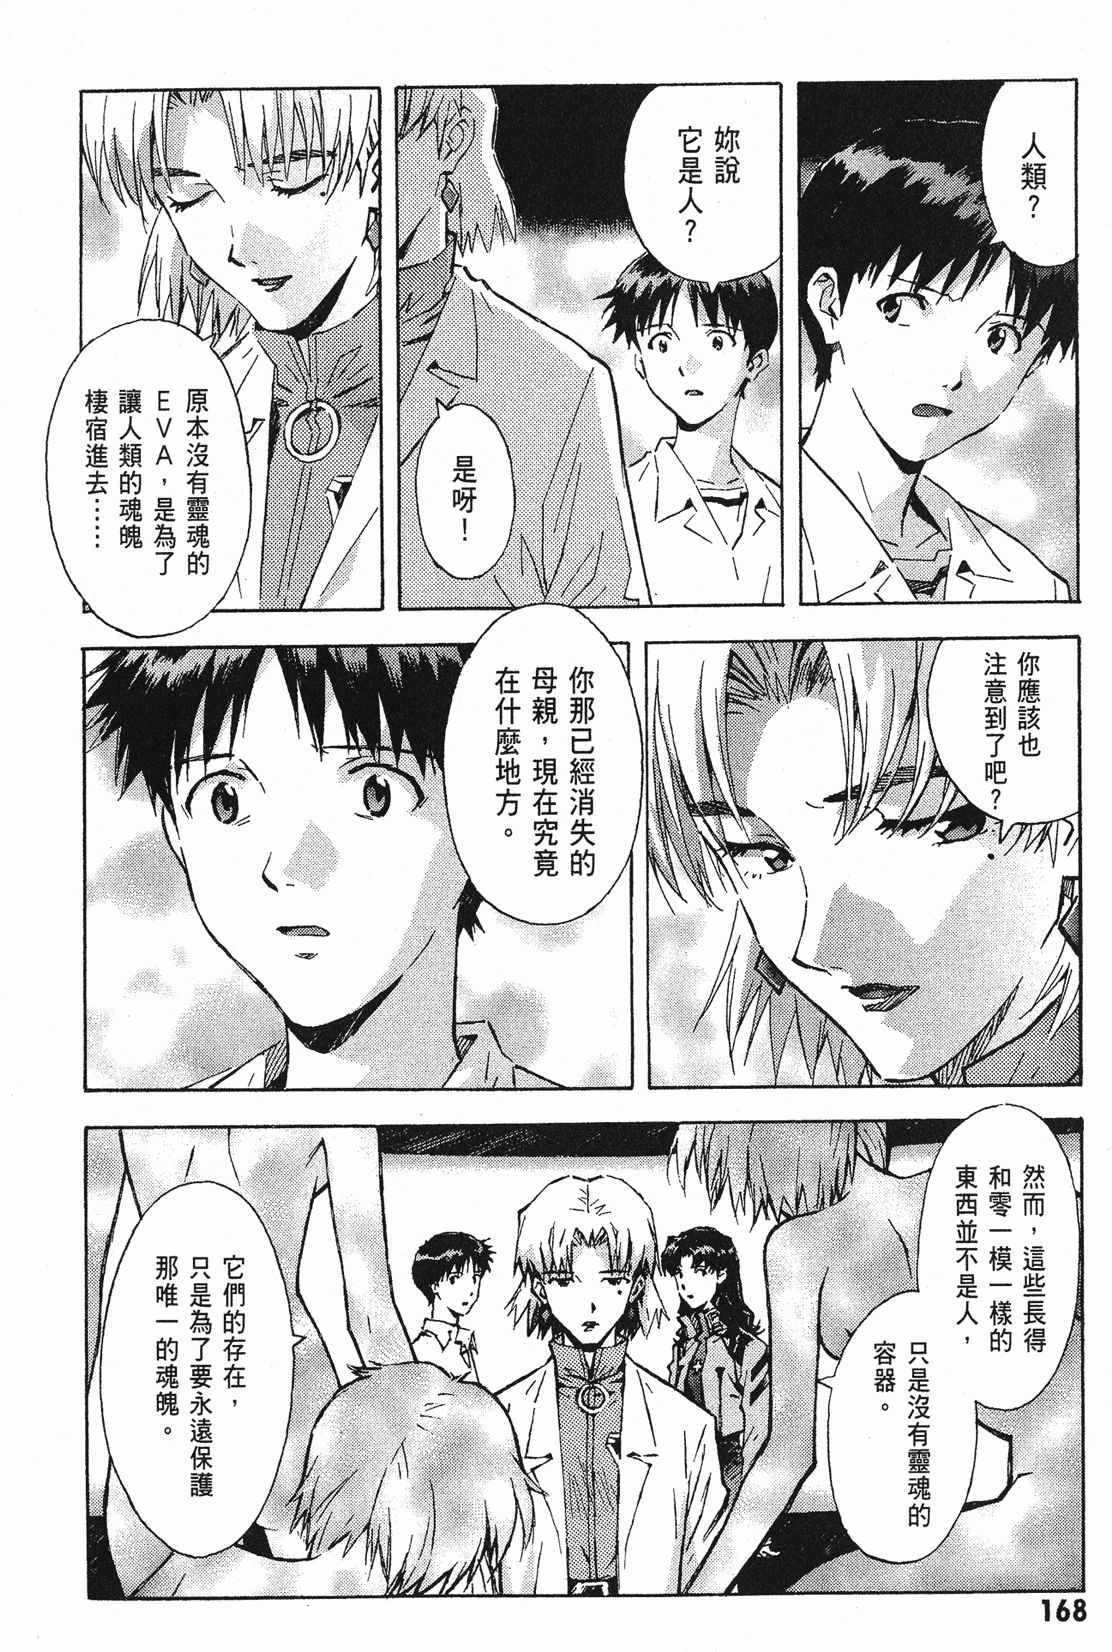 人類？
妳說
它是人？
是呀！
原本沒有靈魂的
EVA，是為了
讓人類的魂魄
棲宿進去……
你應該也
注意到了吧？
你那已經消失的
母親，現在究竟
在什麼地方。
然而，這些長得
和零一模一樣的
東西並不是人，
只是沒有靈魂的
容器。
它們的存在，
只是為了要永遠保護
那唯一的魂魄。
168